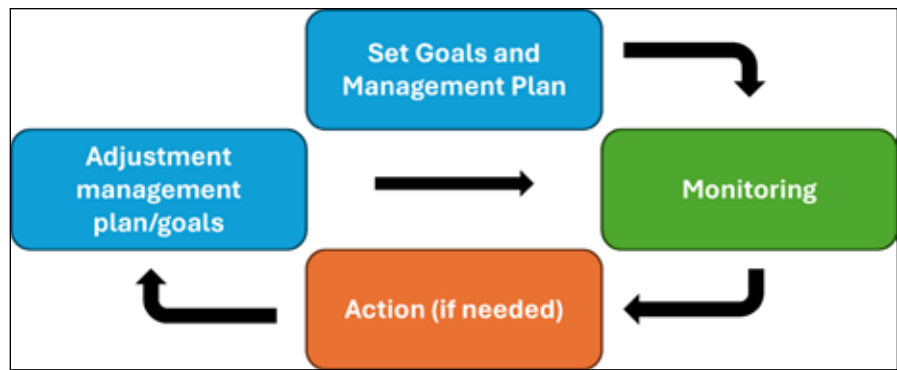 Set Goals and
Management Plan
Adjustment
management
plan/goals
Monitoring
Action (if needed)